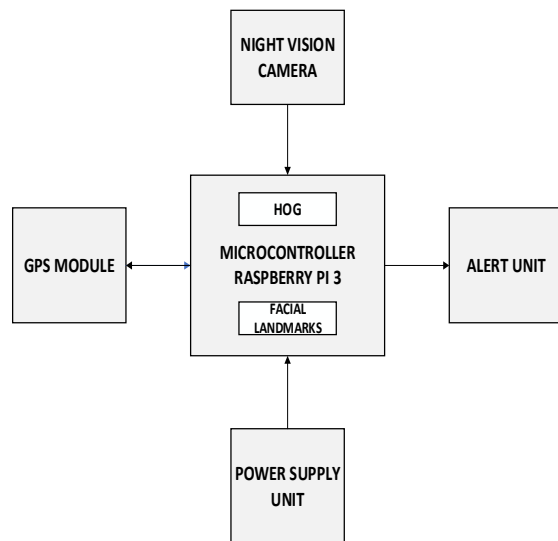 NIGHT VISION
CAMERA
HOG
GPS MODULE
MICROCONTROLLER
RASPBERRY PI 3
ALERT UNIT
FACIAL
LANDMARKS
POWER SUPPLY
UNIT